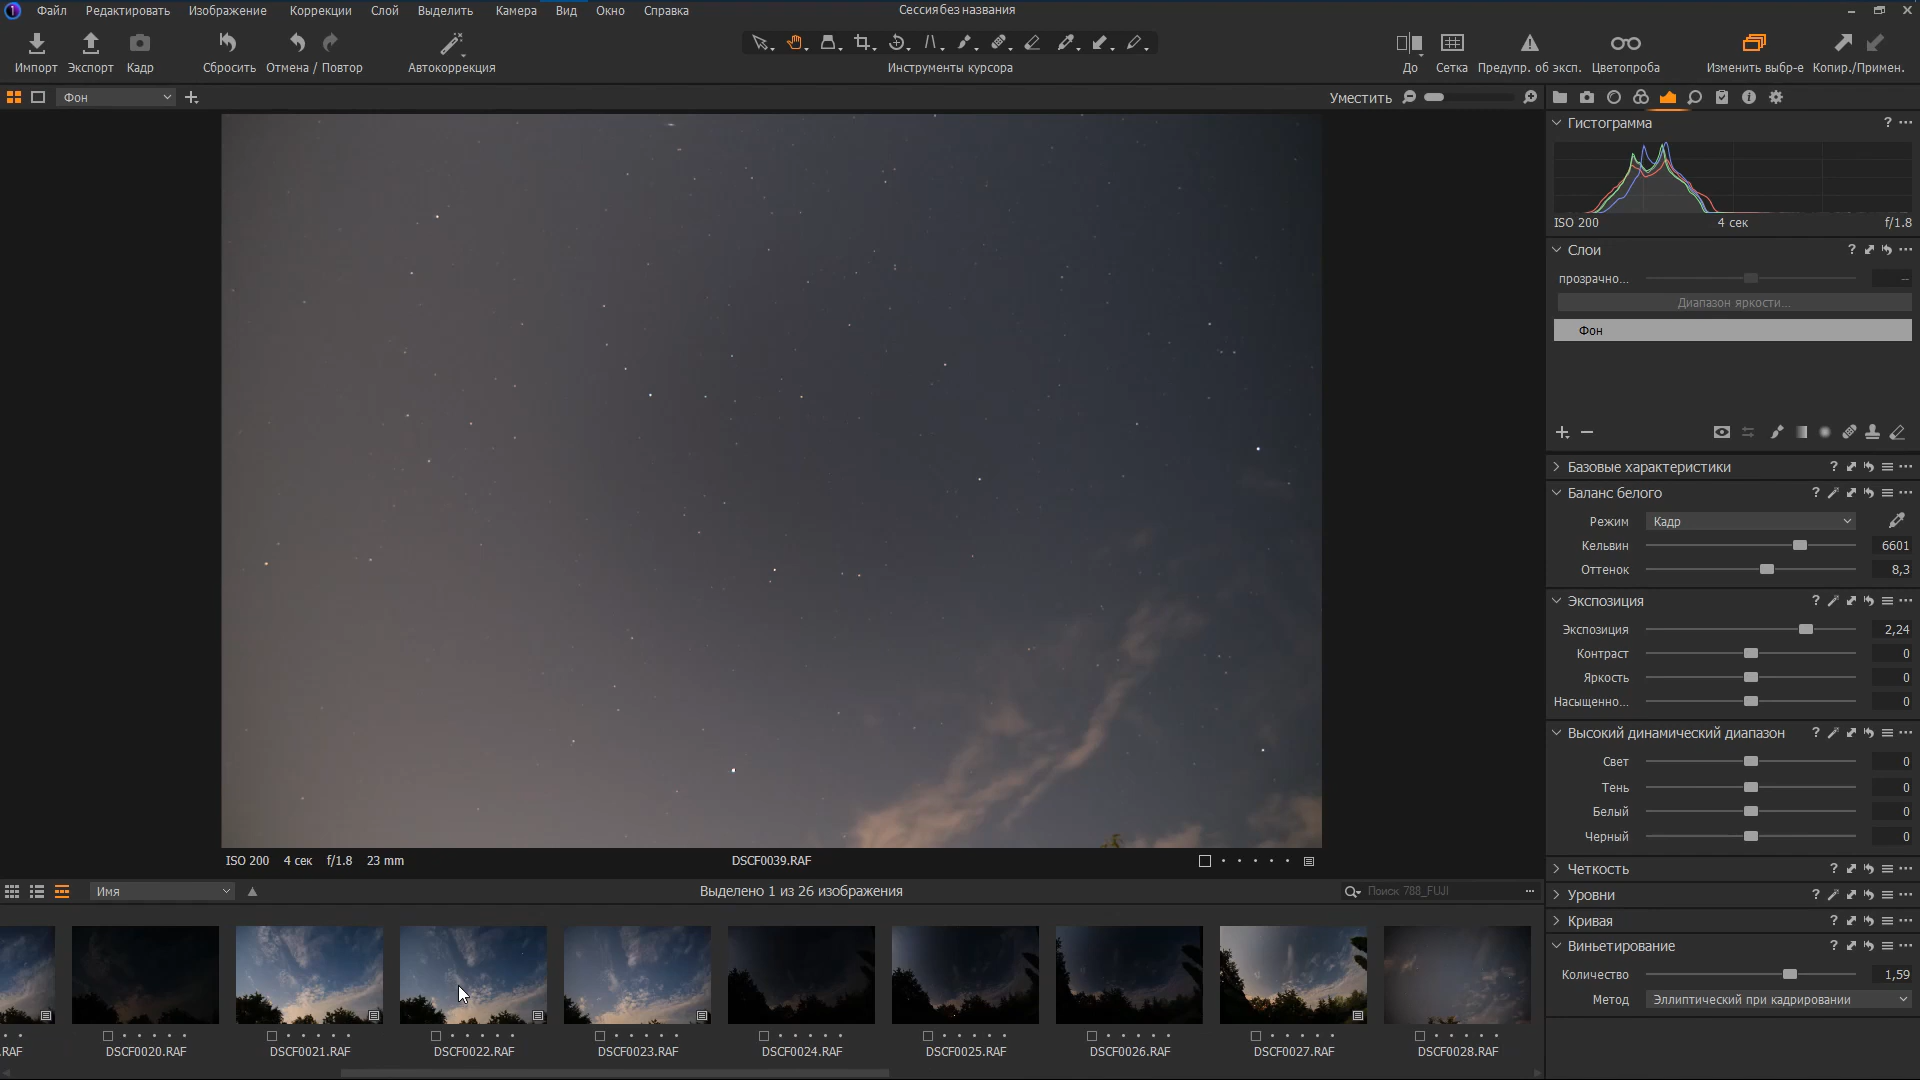 Файл Редактировать Изображение Коррекции Слой Выделить Камера Вид Окно Справка
Сессия без названия
Импорт Экспорт Кадр Сбросить Отмена / Повтор Автокоррекция
Инструменты курсора
До Сетка Предупр. об эксп. Цветопроба Изменить выбр-е Копир./Примен.
Фон
Уместить
Гистограмма
ISO 200 4 сек f/1.8
Слои
прозрачно... --
Диапазон яркости...
Фон
Базовые характеристики
Баланс белого
Режим Кадр
Кельвин 6601
Оттенок 8,3
Экспозиция
Экспозиция 2,24
Контраст 0
Яркость 0
Насыщенно... 0
Высокий динамический диапазон
Свет 0
Тень 0
Белый 0
Черный 0
Четкость
Уровни
Кривая
Виньетирование
Количество 1,59
Метод Эллиптический при кадрировании
ISO 200 4 сек f/1.8 23 mm
DSCF0039.RAF
Имя
Выделено 1 из 26 изображения
Поиск 788_FUJI
.RAF DSCF0020.RAF DSCF0021.RAF DSCF0022.RAF DSCF0023.RAF DSCF0024.RAF DSCF0025.RAF DSCF0026.RAF DSCF0027.RAF DSCF0028.RAF